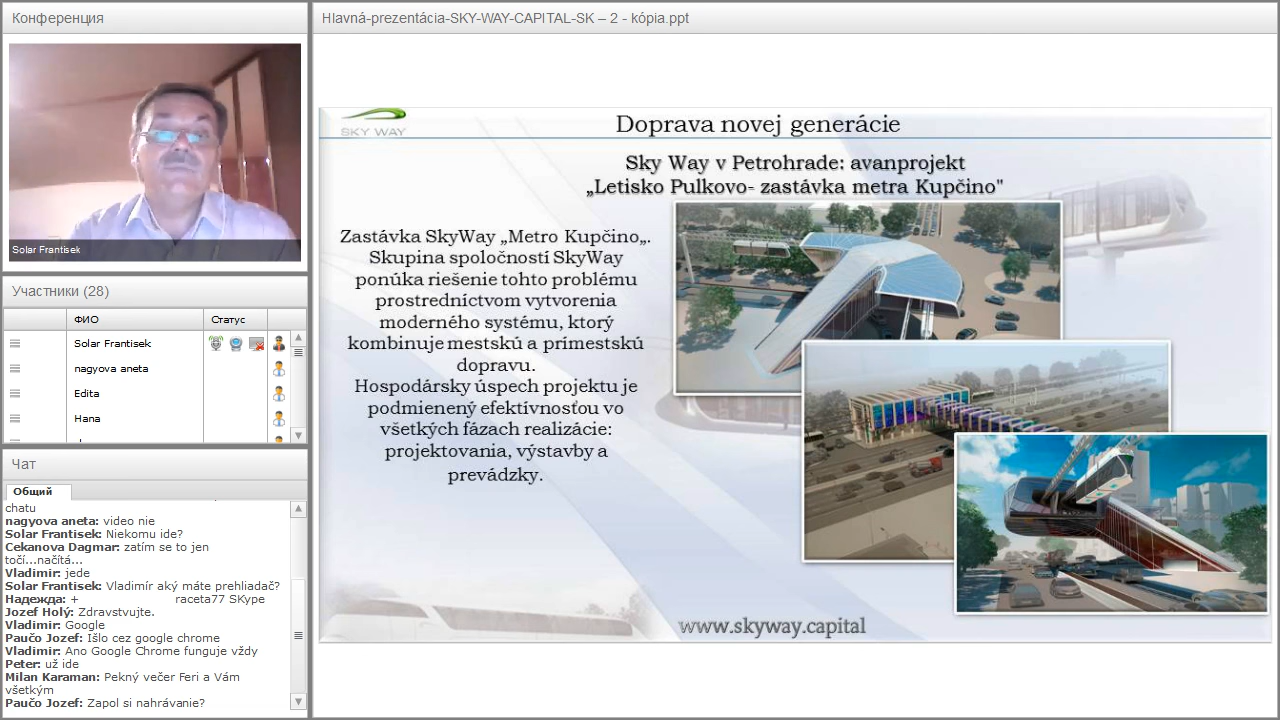 Конференция
Solar Frantisek
Участники (28)
ФИО
Статус
Solar Frantisek
nagyova aneta
Edita
Hana
Чат
Общий
chatu
nagyova aneta: video nie
Solar Frantisek: Niekomu ide?
Cekanova Dagmar: zatím se to jen
točí...načítá...
Vladimir: jede
Solar Frantisek: Vladimír aký máte prehliadač?
Надежда: + raceta77 SKype
Jozef Holý: Zdravstvujte.
Vladimir: Google
Paučo Jozef: Išlo cez google chrome
Vladimir: Ano Google Chrome funguje vždy
Peter: už ide
Milan Karaman: Pekný večer Feri a Vám
všetkým
Paučo Jozef: Zapol si nahrávanie?
Hlavná-prezentácia-SKY-WAY-CAPITAL-SK – 2 - kópia.ppt
SKY WAY
Doprava novej generácie
Sky Way v Petrohrade: avanprojekt
„Letisko Pulkovo- zastávka metra Kupčino"
Zastávka SkyWay „Metro Kupčino„.
Skupina spoločnosti SkyWay
ponúka riešenie tohto problému
prostredníctvom vytvorenia
moderného systému, ktorý
kombinuje mestskú a prímestskú
dopravu.
Hospodársky úspech projektu je
podmienený efektívnosťou vo
všetkých fázach realizácie:
projektovania, výstavby a
prevádzky.
www.skyway.capital